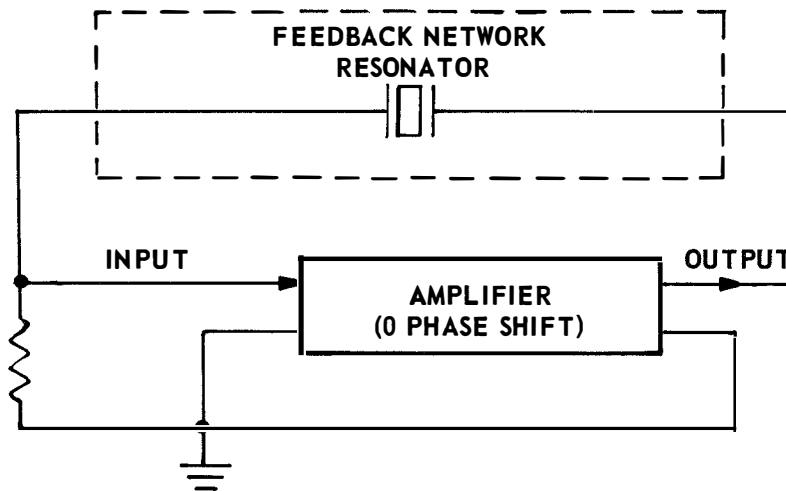 FEEDBACK NETWORK
RESONATOR
INPUT
OUTPUT
AMPLIFIER
(0 PHASE SHIFT)